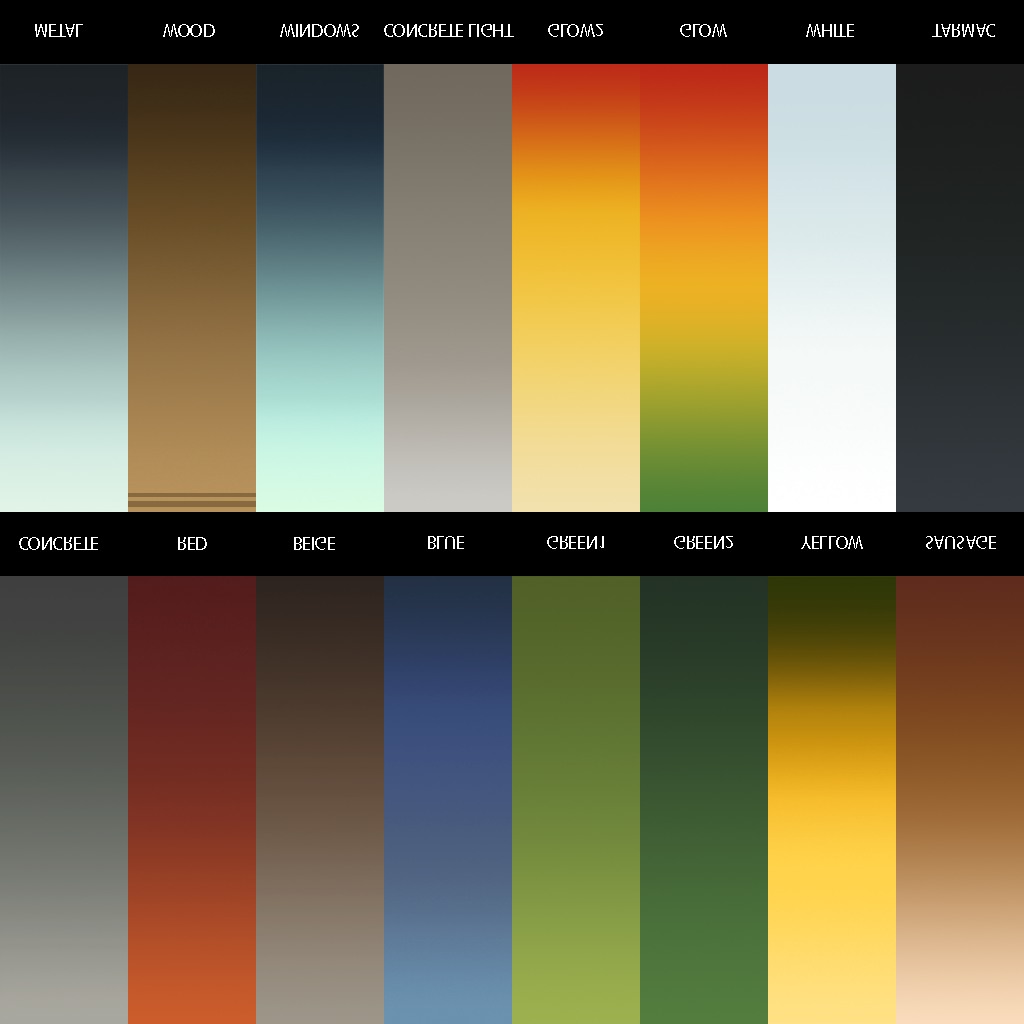 METAL WOOD WINDOWS CONCRETE LIGHT GLOW2 GLOW WHITE TARMAC
CONCRETE RED BEIGE BLUE GREEN1 GREEN2 YELLOW SAUSAGE